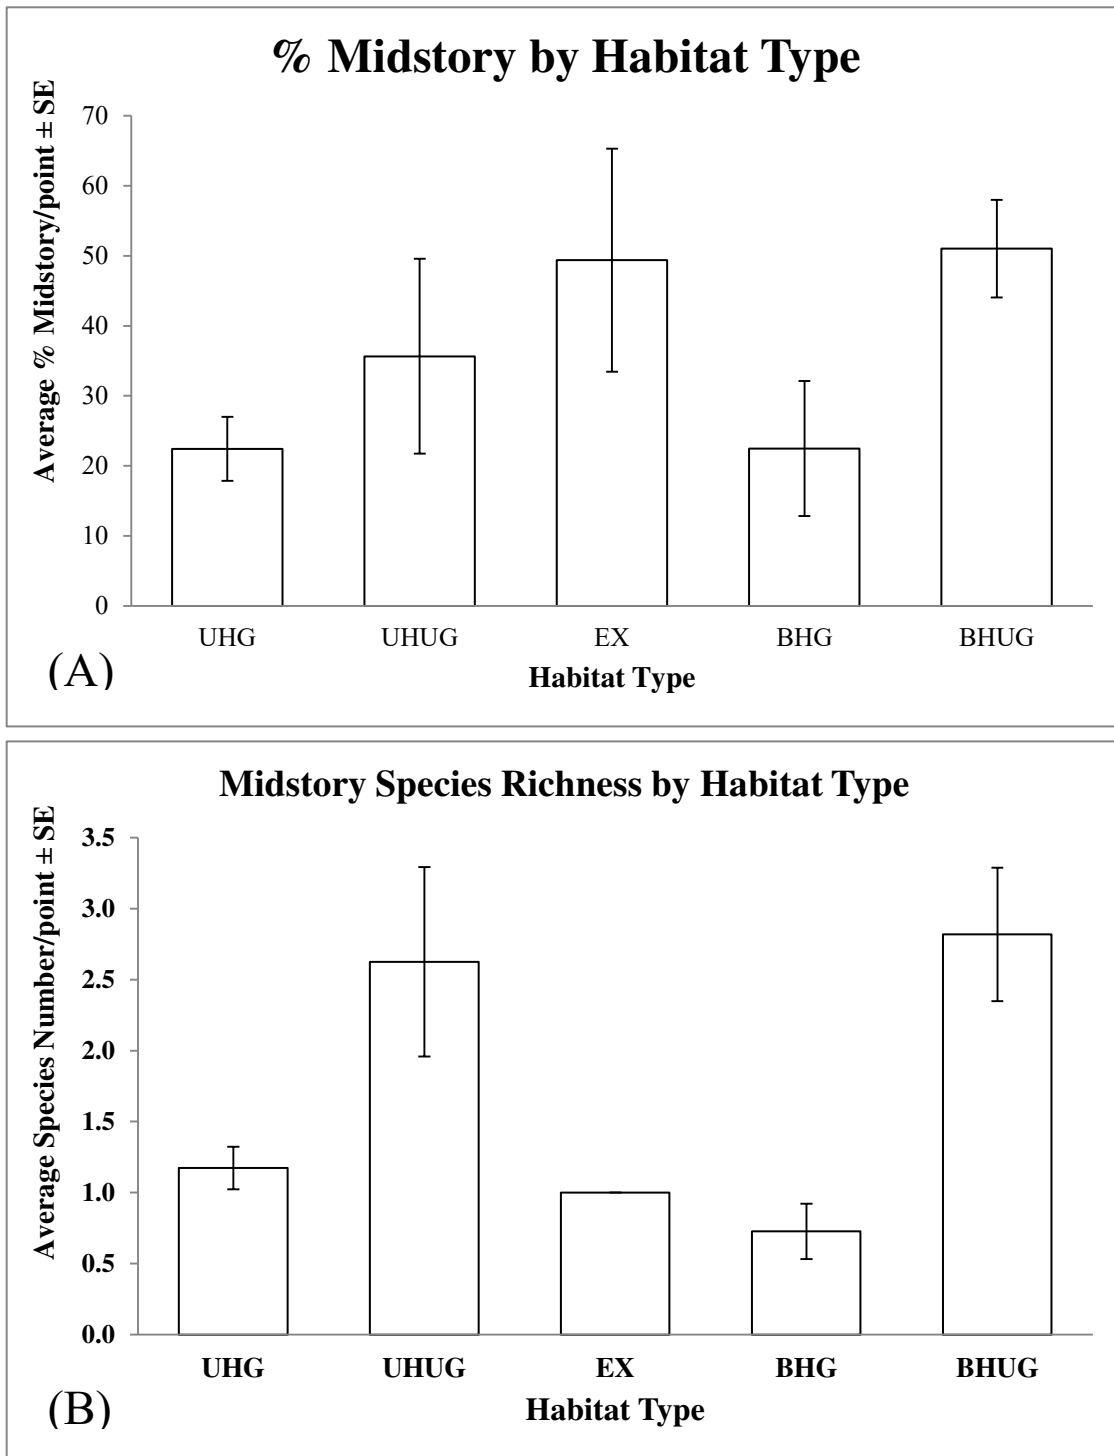 % Midstory by Habitat Type
Average % Midstory/point ± SE
70
60
50
40
30
20
10
0
UHG UHUG EX BHG BHUG
Habitat Type
(A)
Midstory Species Richness by Habitat Type
Average Species Number/point ± SE
3.5
3.0
2.5
2.0
1.5
1.0
0.5
0.0
UHG UHUG EX BHG BHUG
Habitat Type
(B)